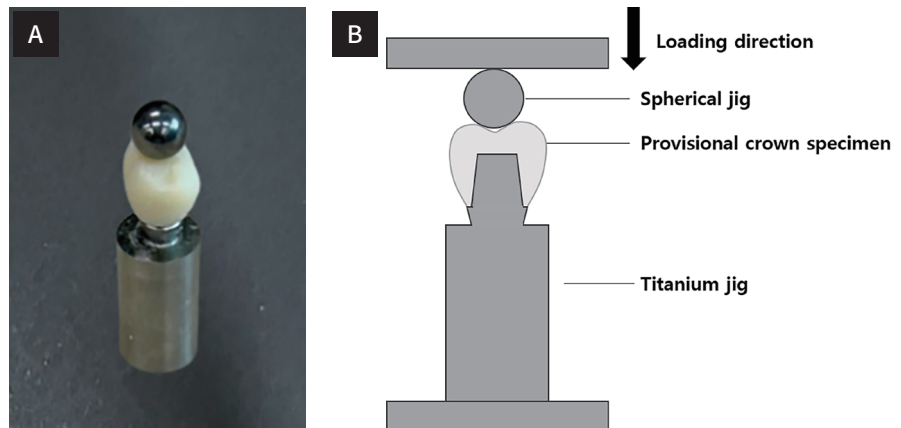 A
B
Loading direction
Spherical jig
Provisional crown specimen
Titanium jig